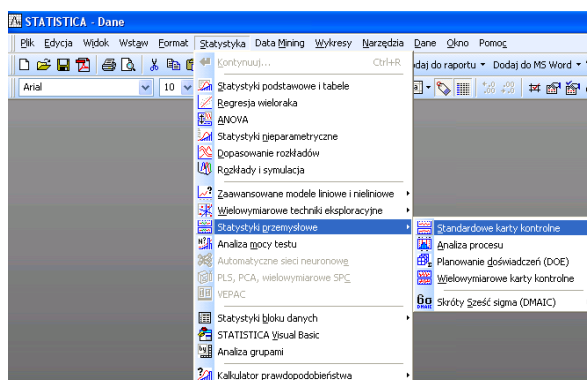 STATISTICA - Dane
Plik Edycja Widok Wstaw Format Statystyka Data Mining Wykresy Narzędzia Dane Okno Pomoc
Kontynuuj... Ctrl+R
daj do raportu Dodaj do MS Word
Arial 10
Statystyki podstawowe i tabele
Regresja wieloraka
ANOVA
Statystyki nieparametryczne
Dopasowanie rozkładów
Rozkłady i symulacja
Zaawansowane modele liniowe i nieliniowe
Wielowymiarowe techniki eksploracyjne
Statystyki przemysłowe
Standardowe karty kontrolne
Analiza mocy testu
Analiza procesu
Automatyczne sieci neuronowe
Planowanie doświadczeń (DOE)
PLS, PCA, wielowymiarowe SPC
Wielowymiarowe karty kontrolne
VEPAC
Skróty Sześć sigma (DMAIC)
Statystyki bloku danych
STATISTICA Visual Basic
Analiza grupami
Kalkulator prawdopodobieństwa